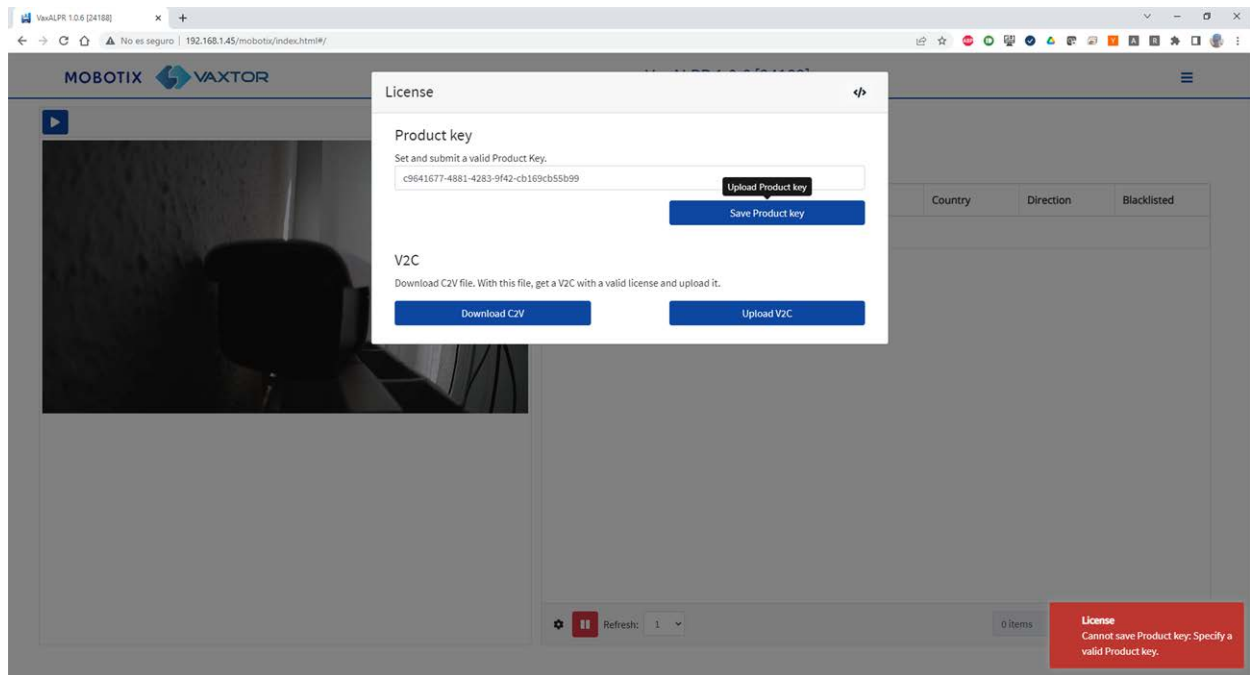 VaxALPR 1.0.6 [24188]
No es seguro | 192.168.1.45/mobotix/index.html#/
MOBOTIX VAXTOR
License
Product key
Set and submit a valid Product Key.
c9641677-4881-4283-9f42-cb169cb55b99
Upload Product key
Save Product key
Country Direction Blacklisted
V2C
Download C2V file. With this file, get a V2C with a valid license and upload it.
Download C2V Upload V2C
Refresh: 1
0 items
License
Cannot save Product key: Specify a
valid Product key.